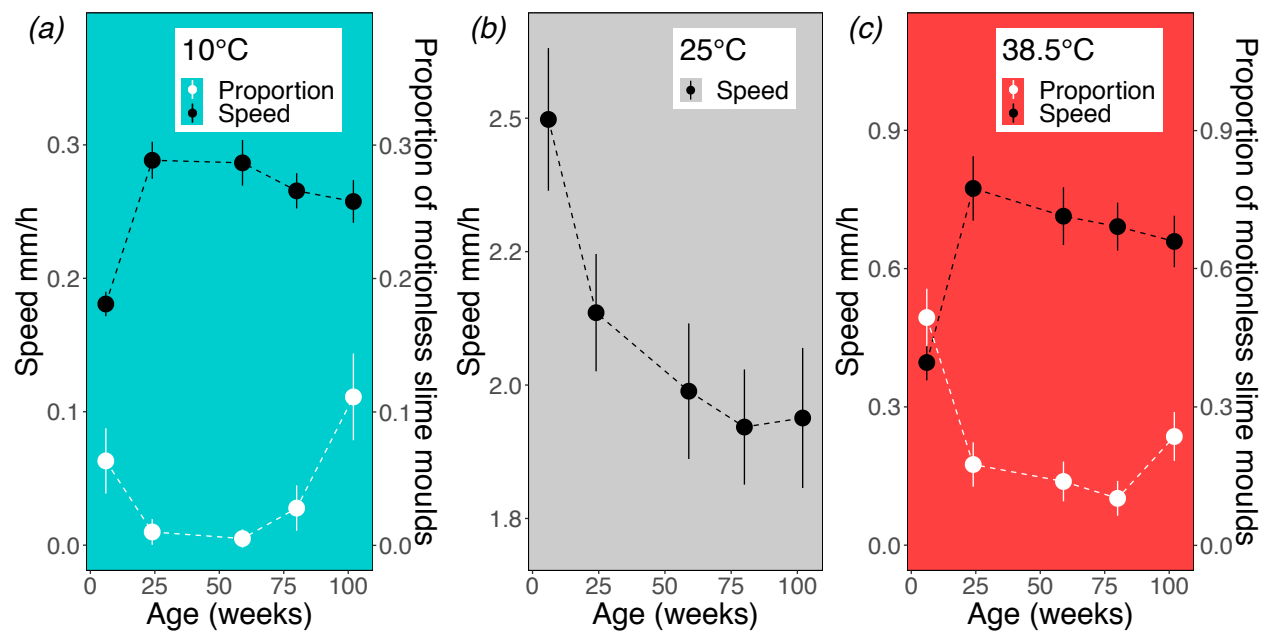 (a)
10°C
Proportion
Speed
0.3
0.2
0.1
0.0
Speed mm/h
0.3
0.2
0.1
0.0
Proportion of motionless slime moulds
0 25 50 75 100
Age (weeks)
(b)
25°C
Speed
2.5
2.2
2.0
1.8
Speed mm/h
0 25 50 75 100
Age (weeks)
(c)
38.5°C
Proportion
Speed
0.9
0.6
0.3
0.0
Speed mm/h
0.9
0.6
0.3
0.0
Proportion of motionless slime moulds
0 25 50 75 100
Age (weeks)